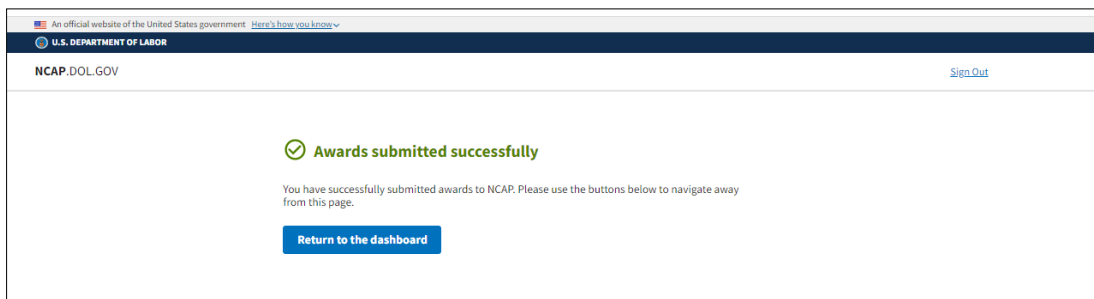 An official website of the United States government Here's how you know
U.S. DEPARTMENT OF LABOR
NCAP.DOL.GOV
Sign Out
Awards submitted successfully
You have successfully submitted awards to NCAP. Please use the buttons below to navigate away
from this page.
Return to the dashboard